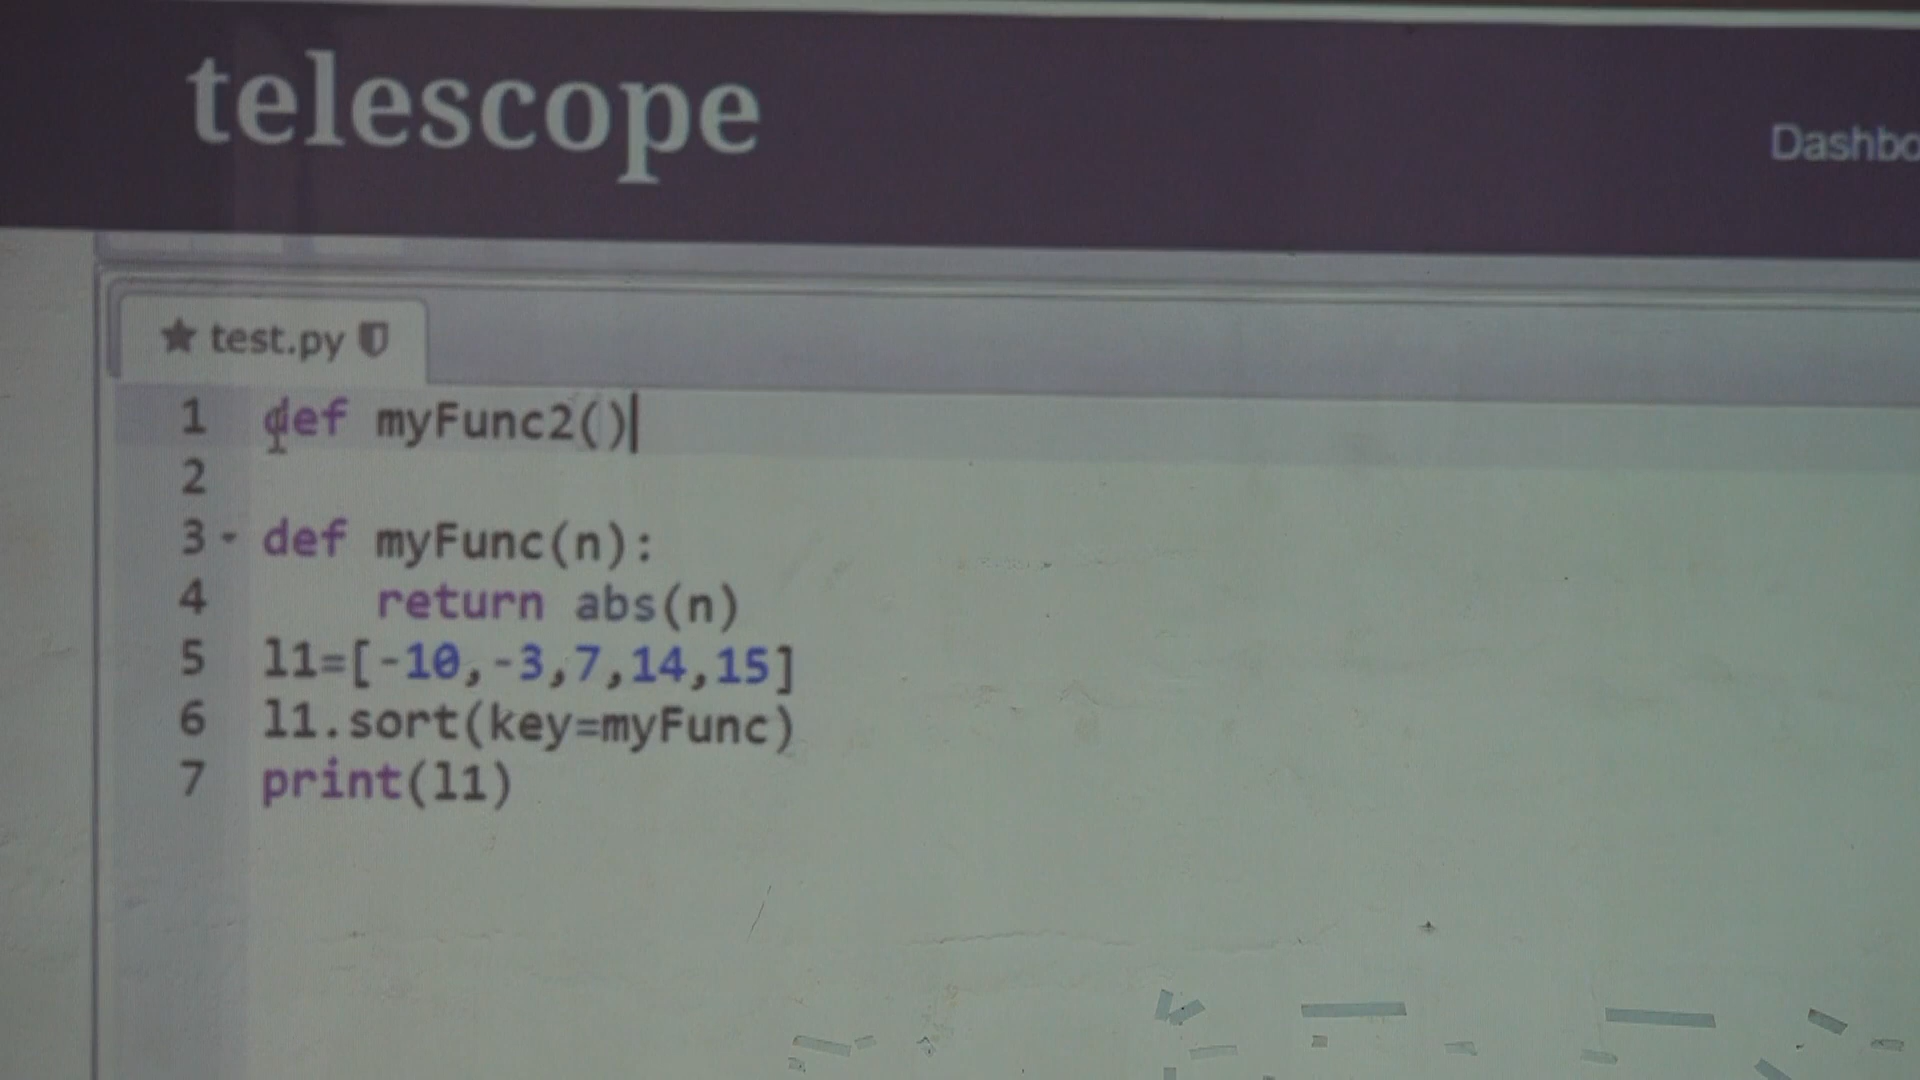 telescope
Dashbo
test.py
1 def myFunc2()
2
3 def myFunc(n):
4 return abs(n)
5 l1=[-10,-3,7,14,15]
6 l1.sort(key=myFunc)
7 print(l1)